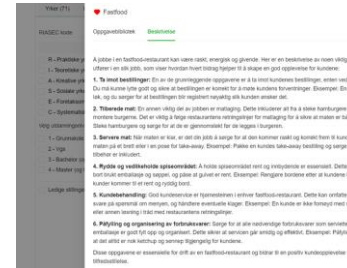 Yrker (71)
Fastfood
Oppgavebibliotek Beskrivelse
RIASEC kode
R - Praktiske y
I - Teoretiske y
A - Kreative yrk
S - Sosiale yrk
E - Foretaksom
C - Systematis
Velg utdanningsn
1 - Grunnskole
2 - Vgs
3 - Bachelor o
4 - Master og
Ledige stillinger
A jobbe i en fastfood-restaurant kan være raskt, energisk og givende. Her er en beskrivelse av noen viktig
utfører i en slik jobb, som viser hvordan hvert bidrag hjelper til å skape en god opplevelse for kundene:
1. Ta imot bestillinger: En av de grunnleggende oppgavene er å ta imot kundenes bestillinger, enten ved
Du må kunne lytte godt og sikre at bestillingen er korrekt for å møte kundens forventninger. Eksempel: En
løk, og du sørger for at bestillingen blir registrert nøyaktig slik kunden ønsker det.
2. Tilberede mat: En annen viktig del av jobben er matlaging. Dette inkluderer alt fra å steke hamburgere
montere burgere. Det er viktig å følge restaurantens retningslinjer for matlaging for å sikre at maten er
Steke hamburgere og sørge for at de er gjennomstekt før de legges i burgeren.
3. Servere mat: Når maten er klar, er det din jobb å sørge for at den kommer raskt og korrekt frem til kund
maten på et brett eller i en pose for take-away. Eksempel: Pakke en kundes take-away bestilling og sørge
tilbehør er inkludert.
4. Rydde og vedlikeholde spiseområdet: Å holde spiseområdet rent og innbydende er essensielt. Dette
bort brukt emballasje og søppel, og påse at gulvet er rent. Eksempel: Rengjøre bordene etter at kundene
kunder kommer til et rent og ryddig bord.
5. Kundebehandling: God kundeservice er hjørnesteinen i enhver fastfood-restaurant. Dette kan omfatte
svare på spørsmål om menyen, og håndtere eventuelle klager. Eksempel: En kunde er ikke fornøyd med
eller annen løsning i tråd med restaurantens retningslinjer.
6. Påfylling og organisering av forbruksvarer: Sørge for at alle nødvendige forbruksvarer som serviette
emballasje er godt fylt opp og organisert. Dette sikrer at servicen går smidig og effektivt. Eksempel: Påfyll
at det alltid er nok ketchup og sennep tilgjengelig for kundene.
Disse oppgavene er essensielle for drift av en fastfood-restaurant og bidrar til en positiv kundeopplevelse
tilfredsstillelse.